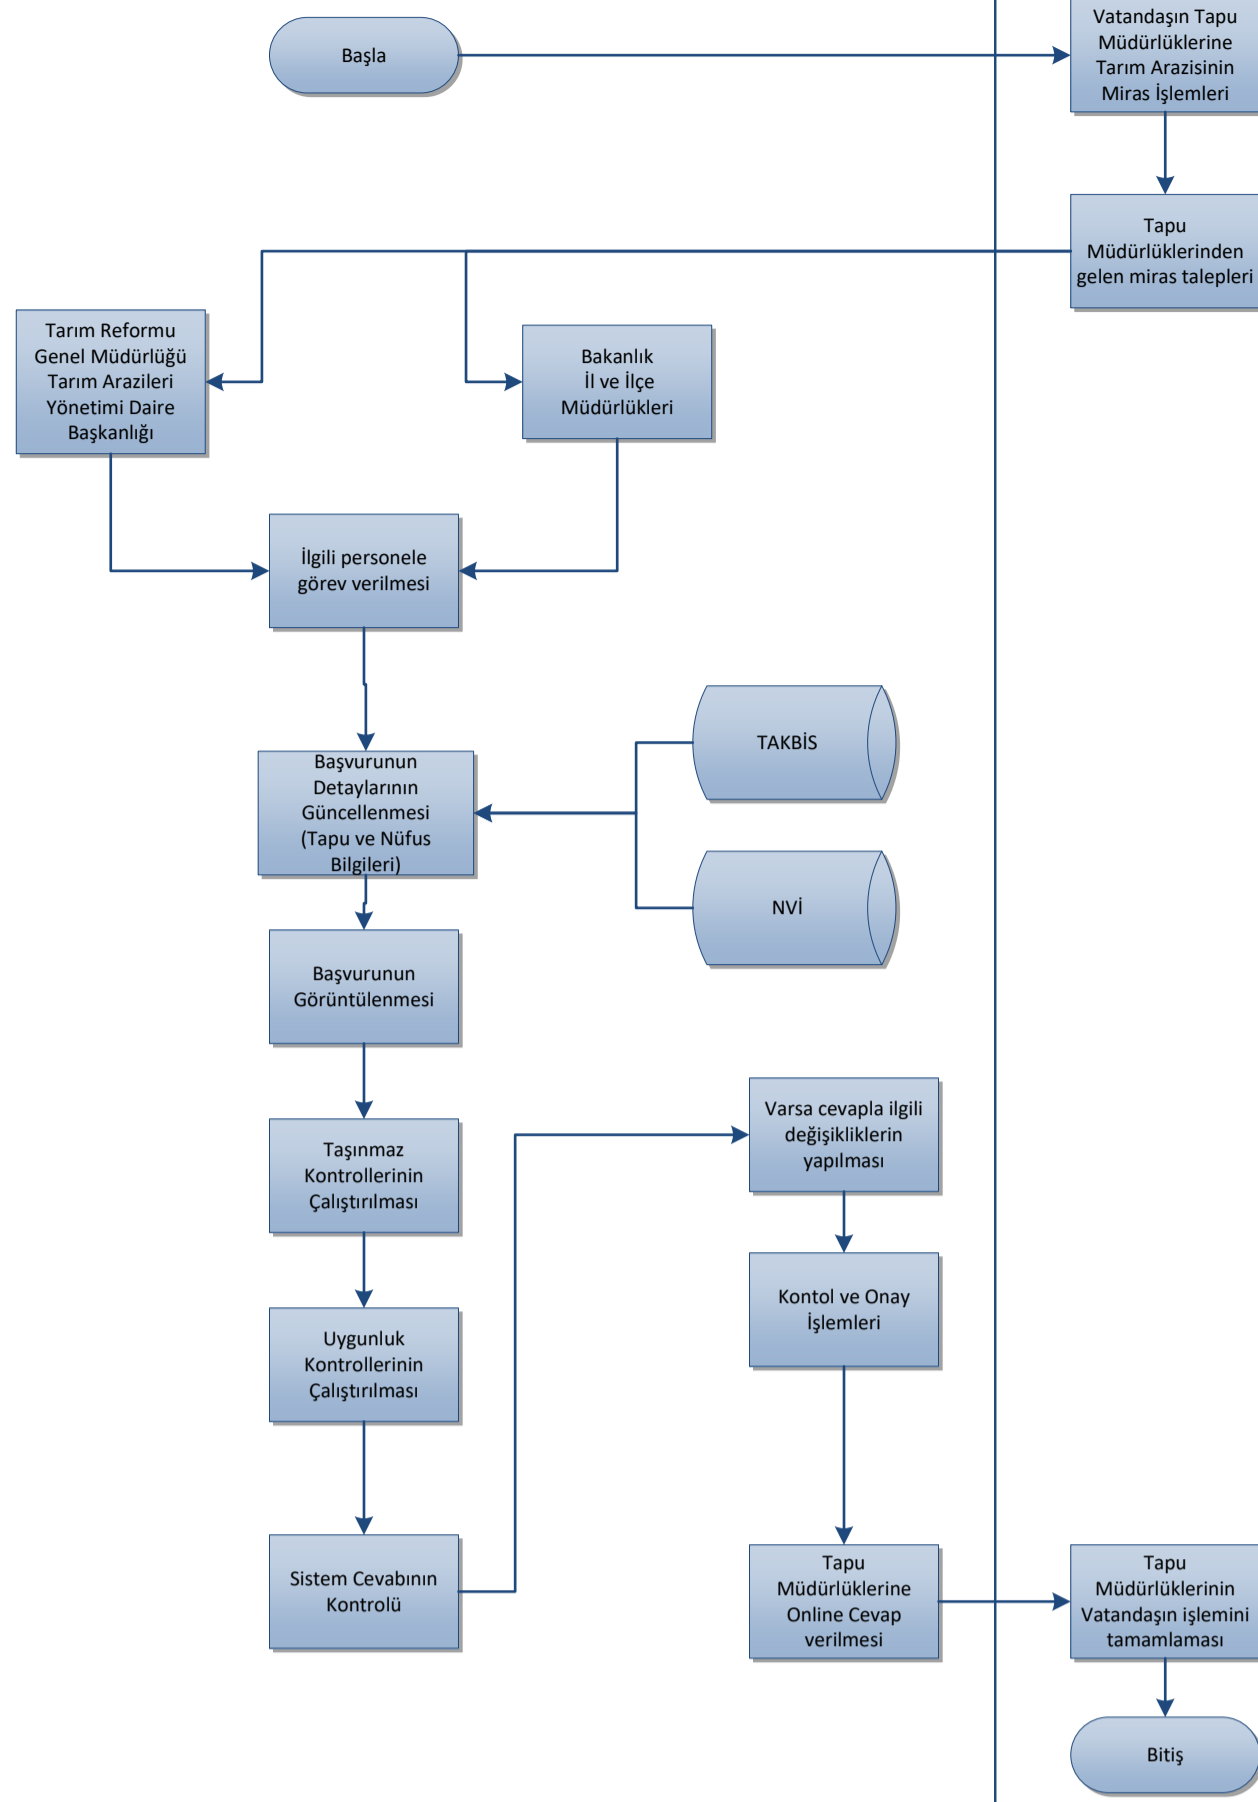 Başla
Vatandaşın Tapu
Müdürlüklerine
Tarım Arazisinin
Miras İşlemleri
Tapu
Müdürlüklerinden
gelen miras talepleri
Tarım Reformu
Genel Müdürlüğü
Tarım Arazileri
Yönetimi Daire
Başkanlığı
Bakanlık
İl ve İlçe
Müdürlükleri
İlgili personele
görev verilmesi
TAKBİS
Başvurunun
Detaylarının
Güncellenmesi
(Tapu ve Nüfus
Bilgileri)
NVİ
Başvurunun
Görüntülenmesi
Taşınmaz
Kontrollerinin
Çalıştırılması
Varsa cevapla ilgili
değişikliklerin
yapılması
Kontol ve Onay
İşlemleri
Uygunluk
Kontrollerinin
Çalıştırılması
Sistem Cevabının
Kontrolü
Tapu
Müdürlüklerine
Online Cevap
verilmesi
Tapu
Müdürlüklerinin
Vatandaşın işlemini
tamamlaması
Bitiş